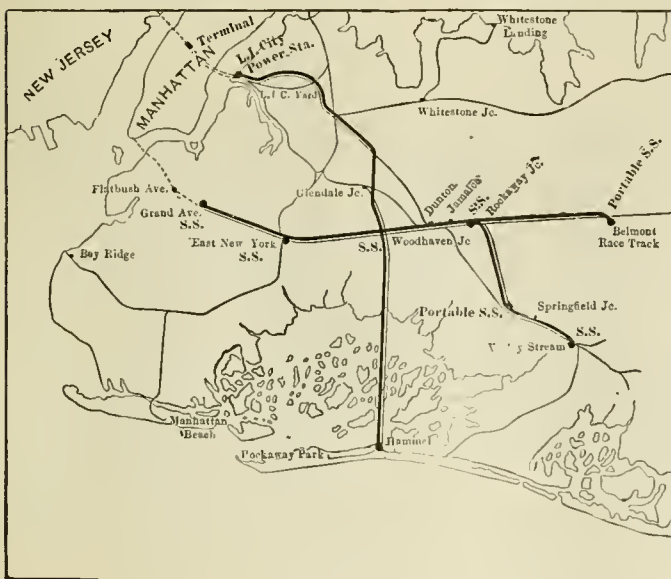 Whitestone
Landing
Terminal
NEW JERSEY
MANHATTAN
L.I. City
Power Sta.
L.I C. Yard
Whitestone Jc.
Flatbush Ave.
Grand Ave.
S.S.
Glendale Jc.
Dunton
Jamaica
S.S.
Rockaway Jc.
Portable S.S.
East New York
S.S.
S.S.
Woodhaven Jc
Belmont
Race Track
Bay Ridge
Portable S.S.
Springfield Jc.
S.S.
Stream
Manhattan
Beach
Rockaway Park
Hammel